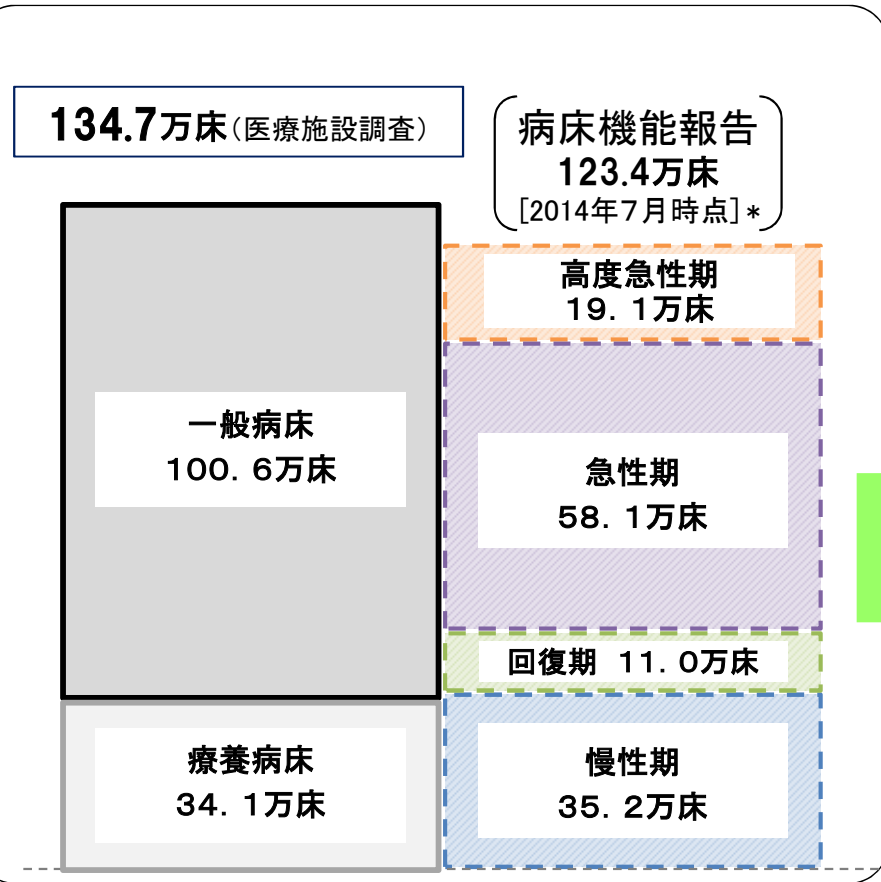 134.7万床（医療施設調査）
病床機能報告
123.4万床
[2014年7月時点]＊
高度急性期
19．1万床
一般病床
100．6万床
急性期
58．1万床
回復期 11．0万床
療養病床
34．1万床
慢性期
35．2万床